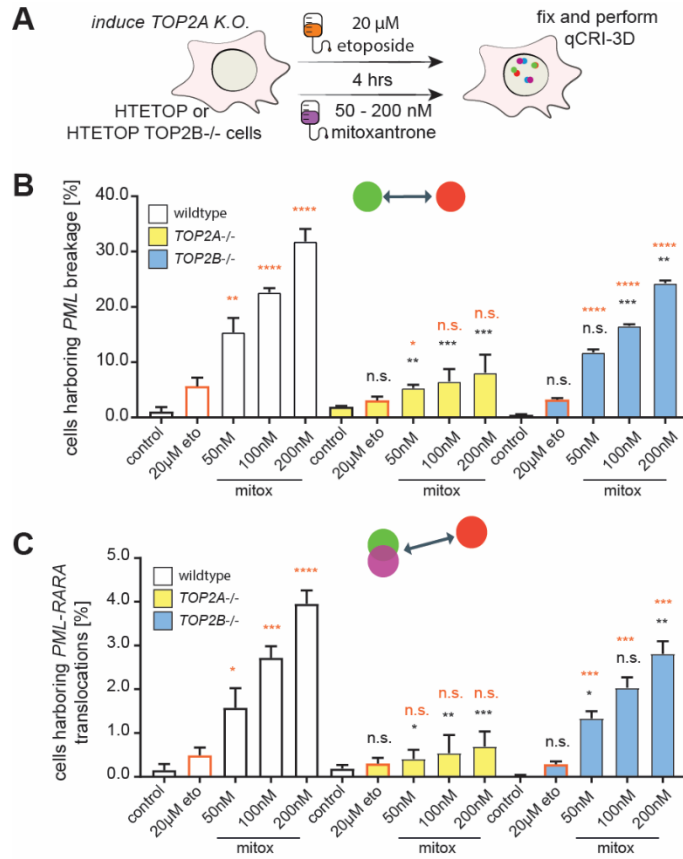 A
induce TOP2A K.O.
20 µM
etoposide
fix and perform
qCRI-3D
4 hrs
HTETOP or
HTETOP TOP2B-/- cells
50 - 200 nM
mitoxantrone
B
cells harboring PML breakage [%]
40.0
30.0
20.0
10.0
0.0
wildtype
TOP2A-/-
TOP2B-/-
**
****
****
n.s.
*
**
n.s.
***
n.s.
***
n.s.
****
n.s.
****
***
****
**
control
20µM eto
50nM
100nM
200nM
control
20µM eto
50nM
100nM
200nM
control
20µM eto
50nM
100nM
200nM
mitox
mitox
mitox
C
cells harboring PML-RARA
translocations [%]
5.0
4.0
3.0
2.0
1.0
0.0
wildtype
TOP2A-/-
TOP2B-/-
*
***
****
n.s.
n.s.
*
n.s.
**
n.s.
***
n.s.
***
*
***
n.s.
***
**
control
20µM eto
50nM
100nM
200nM
control
20µM eto
50nM
100nM
200nM
control
20µM eto
50nM
100nM
200nM
mitox
mitox
mitox